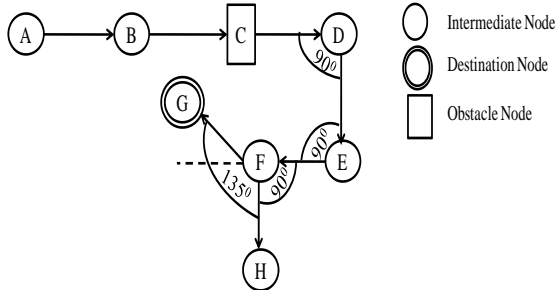 A B C D
Intermediate Node
90⁰
Destination Node
G
Obstacle Node
90⁰
F E
135⁰
90⁰
H